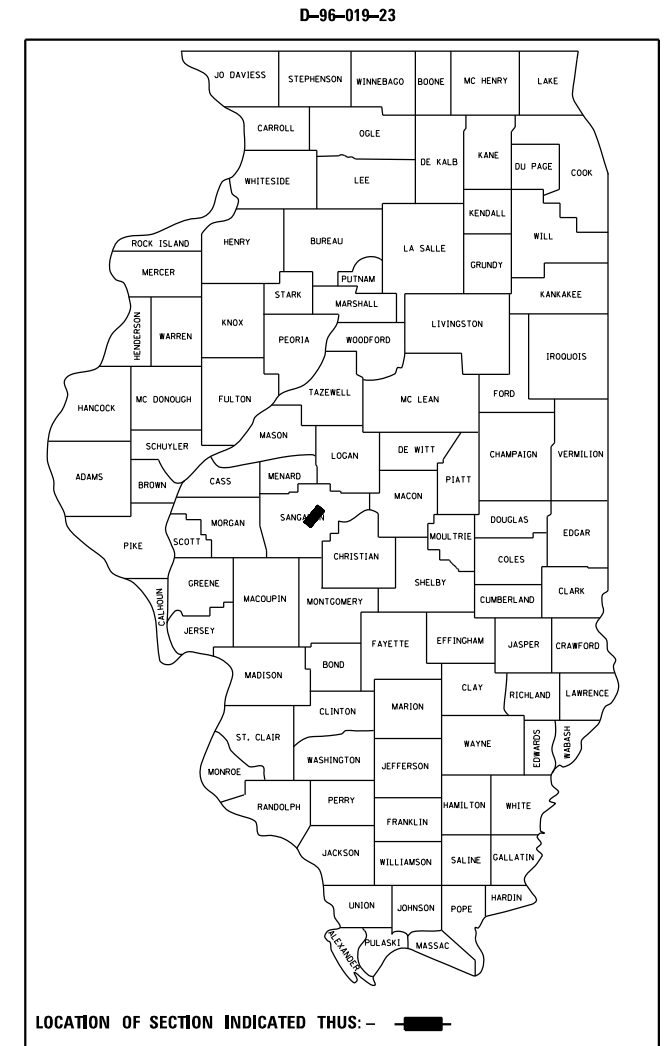 D-96-019-23
JO DAVIESS STEPHENSON WINNEBAGO BOONE MC HENRY LAKE
CARROLL OGLE DE KALB KANE DU PAGE COOK
WHITESIDE LEE
KENDALL
ROCK ISLAND HENRY BUREAU LA SALLE WILL
MERCER PUTNAM GRUNDY
STARK MARSHALL KANKAKEE
HENDERSON WARREN KNOX PEORIA WOODFORD LIVINGSTON IROQUOIS
HANCOCK MC DONOUGH FULTON TAZEWELL MC LEAN FORD
MASON
SCHUYLER LOGAN DE WITT CHAMPAIGN VERMILION
ADAMS BROWN CASS MENARD PIATT
MACON
PIKE SCOTT MORGAN MOULTRIE DOUGLAS EDGAR
CHRISTIAN COLES
GREENE SHELBY
CALHOUN MACOUPIN MONTGOMERY CUMBERLAND CLARK
JERSEY FAYETTE EFFINGHAM JASPER CRAWFORD
BOND
MADISON CLAY RICHLAND LAWRENCE
CLINTON MARION
ST. CLAIR WAYNE EDWARDS WABASH
MONROE WASHINGTON JEFFERSON
RANDOLPH PERRY HAMILTON WHITE
FRANKLIN
JACKSON WILLIAMSON SALINE GALLATIN
UNION JOHNSON POPE HARDIN
ALEXANDER PULASKI MASSAC
LOCATION OF SECTION INDICATED THUS: -